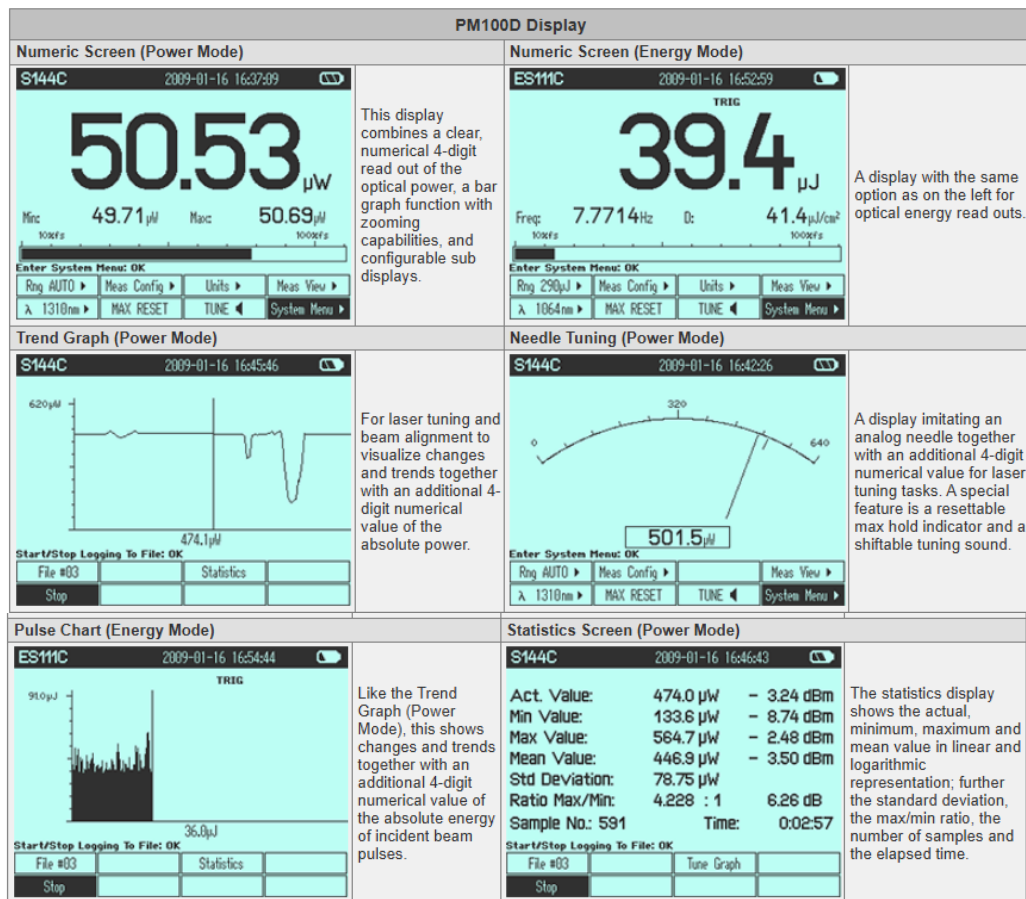 PM100D Display
Numeric Screen (Power Mode)
S144C 2009-01-16 16:37:09
50.53 µW
Min: 49.71 µW Max: 50.69 µW
10%fs 100%fs
Enter System Menu: OK
Rng AUTO Meas Config Units Meas View
λ 1310nm MAX RESET TUNE System Menu
This display
combines a clear,
numerical 4-digit
read out of the
optical power, a bar
graph function with
zooming
capabilities, and
configurable sub
displays.
Numeric Screen (Energy Mode)
ES111C 2009-01-16 16:52:59
TRIG
39.4 µJ
Freq: 7.7714Hz D: 41.4µJ/cm²
10%fs 100%fs
Enter System Menu: OK
Rng 290µJ Meas Config Units Meas View
λ 1064nm MAX RESET TUNE System Menu
A display with the same
option as on the left for
optical energy read outs.
Trend Graph (Power Mode)
S144C 2009-01-16 16:45:46
620µW
474.1µW
Start/Stop Logging To File: OK
File #03 Statistics
Stop
For laser tuning and
beam alignment to
visualize changes
and trends together
with an additional 4-
digit numerical
value of the
absolute power.
Needle Tuning (Power Mode)
S144C 2009-01-16 16:42:26
0 320 640
501.5µW
Enter System Menu: OK
Rng AUTO Meas Config Meas View
λ 1310nm MAX RESET TUNE System Menu
A display imitating an
analog needle together
with an additional 4-digit
numerical value for laser
tuning tasks. A special
feature is a resettable
max hold indicator and a
shiftable tuning sound.
Pulse Chart (Energy Mode)
ES111C 2009-01-16 16:54:44
TRIG
91.0µJ
36.0µJ
Start/Stop Logging To File: OK
File #03 Statistics
Stop
Like the Trend
Graph (Power
Mode), this shows
changes and trends
together with an
additional 4-digit
numerical value of
the absolute energy
of incident beam
pulses.
Statistics Screen (Power Mode)
S144C 2009-01-16 16:46:43
Act. Value: 474.0 µW - 3.24 dBm
Min Value: 133.6 µW - 8.74 dBm
Max Value: 564.7 µW - 2.48 dBm
Mean Value: 446.9 µW - 3.50 dBm
Std Deviation: 78.75 µW
Ratio Max/Min: 4.228 : 1 6.26 dB
Sample No.: 591 Time: 0:02:57
Start/Stop Logging To File: OK
File #03 Tune Graph
Stop
The statistics display
shows the actual,
minimum, maximum and
mean value in linear and
logarithmic
representation; further
the standard deviation,
the max/min ratio, the
number of samples and
the elapsed time.